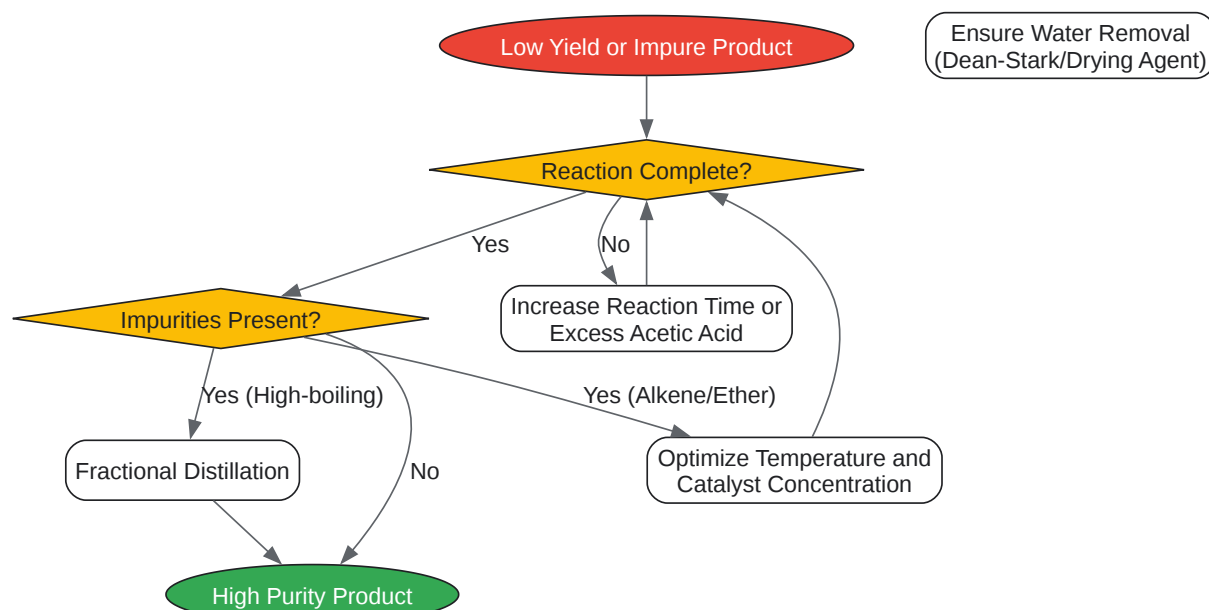 Low Yield or Impure Product
Ensure Water Removal
(Dean-Stark/Drying Agent)
Reaction Complete?
Yes
No
Impurities Present?
Increase Reaction Time or
Excess Acetic Acid
Yes (High-boiling)
Yes (Alkene/Ether)
Fractional Distillation
No
Optimize Temperature and
Catalyst Concentration
High Purity Product